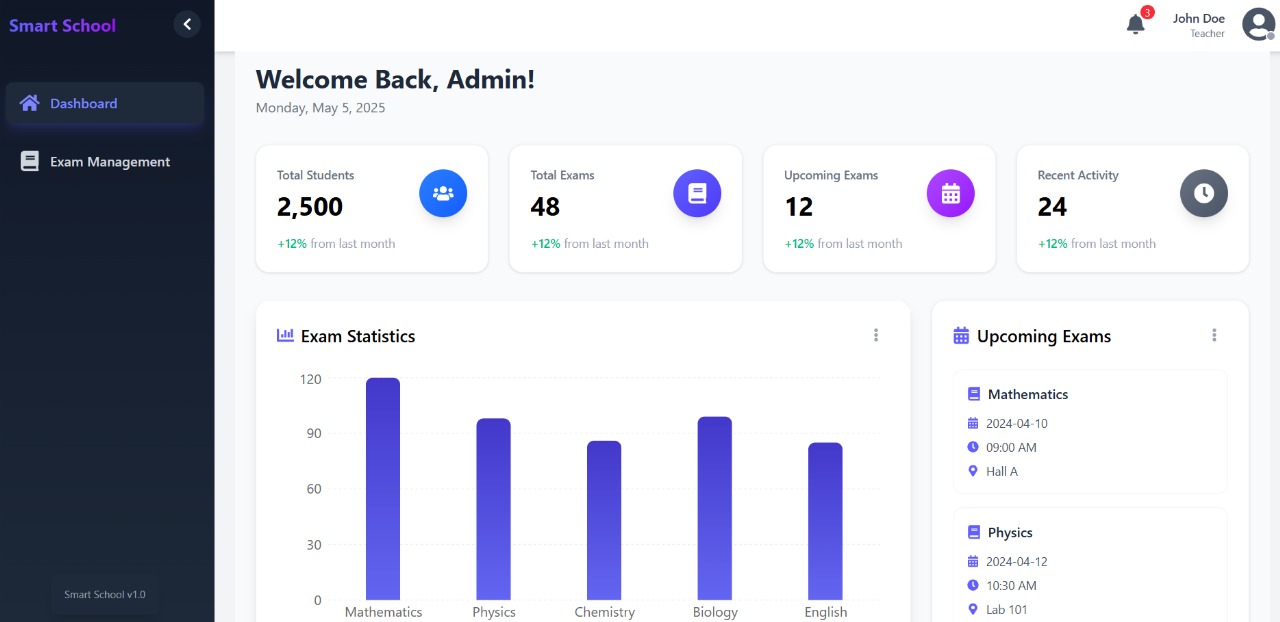 Smart School
3
John Doe
Teacher
Dashboard
Exam Management
Smart School v1.0
Welcome Back, Admin!
Monday, May 5, 2025
Total Students
2,500
+12% from last month
Total Exams
48
+12% from last month
Upcoming Exams
12
+12% from last month
Recent Activity
24
+12% from last month
Exam Statistics
120
90
60
30
0
Mathematics Physics Chemistry Biology English
Upcoming Exams
Mathematics
2024-04-10
09:00 AM
Hall A
Physics
2024-04-12
10:30 AM
Lab 101